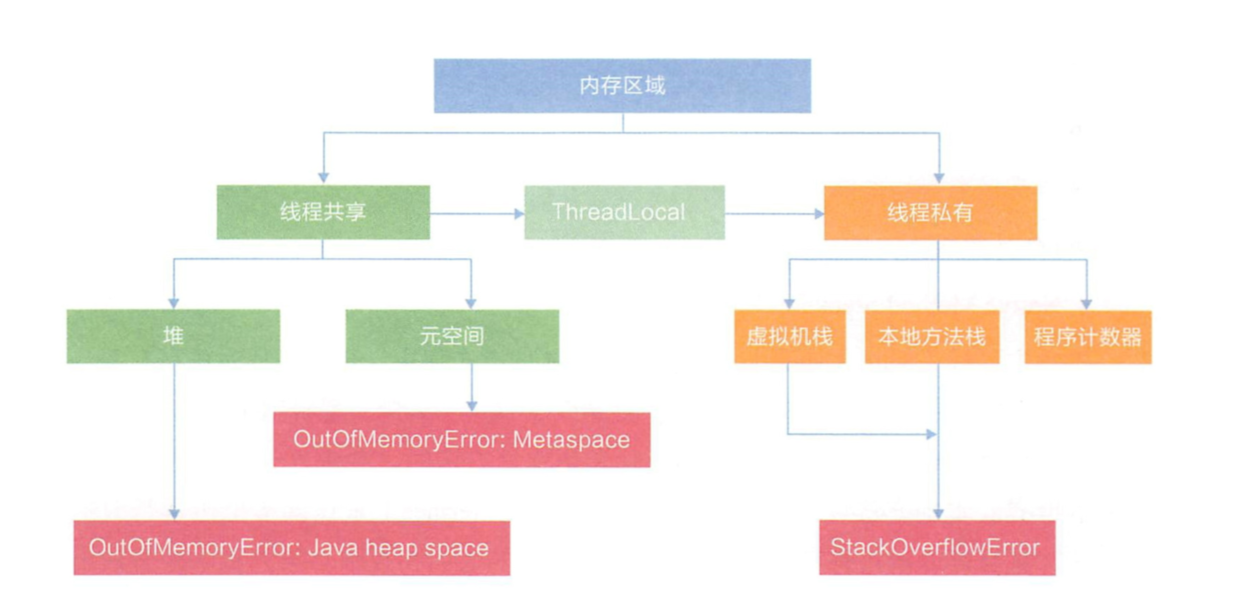 内存区域
线程共享
ThreadLocal
线程私有
堆
元空间
虚拟机栈
本地方法栈
程序计数器
OutOfMemoryError: Metaspace
OutOfMemoryError: Java heap space
StackOverflowError